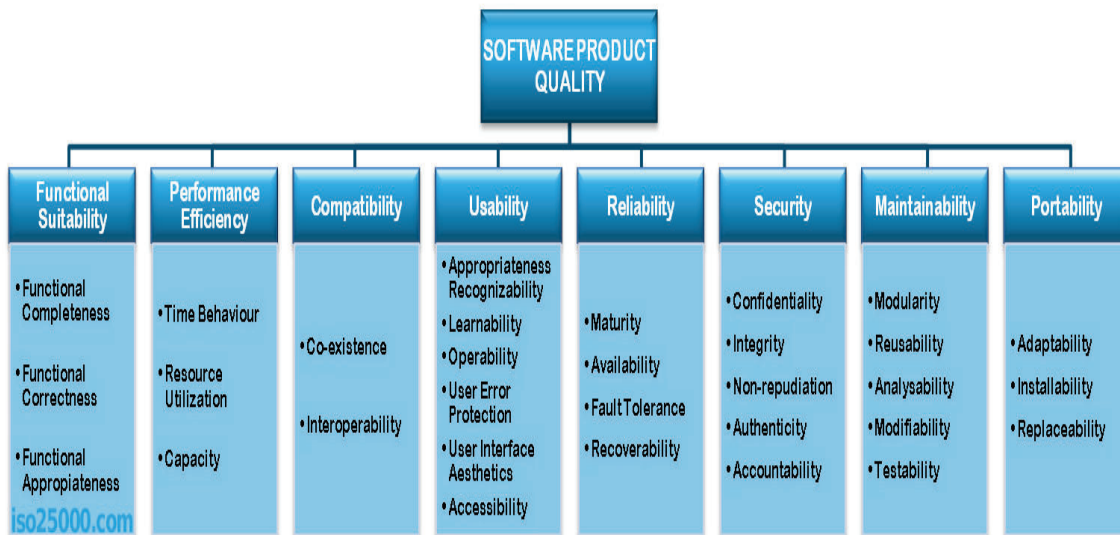 SOFTWARE PRODUCT
QUALITY
Functional
Suitability
•Functional
Completeness
•Functional
Correctness
•Functional
Appropiateness
Performance
Efficiency
•Time Behaviour
•Resource
Utilization
•Capacity
Compatibility
•Co-existence
•Interoperability
Usability
•Appropriateness
Recognizability
•Learnability
•Operability
•User Error
Protection
•User Interface
Aesthetics
•Accessibility
Reliability
•Maturity
•Availability
•Fault Tolerance
•Recoverability
Security
•Confidentiality
•Integrity
•Non-repudiation
•Authenticity
•Accountability
Maintainability
•Modularity
•Reusability
•Analysability
•Modifiability
•Testability
Portability
•Adaptability
•Installability
•Replaceability
iso25000.com